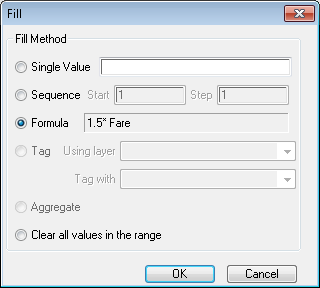 Fill
Fill Method
Single Value
Sequence Start 1 Step 1
Formula 1.5* Fare
Tag Using layer
Tag with
Aggregate
Clear all values in the range
OK Cancel